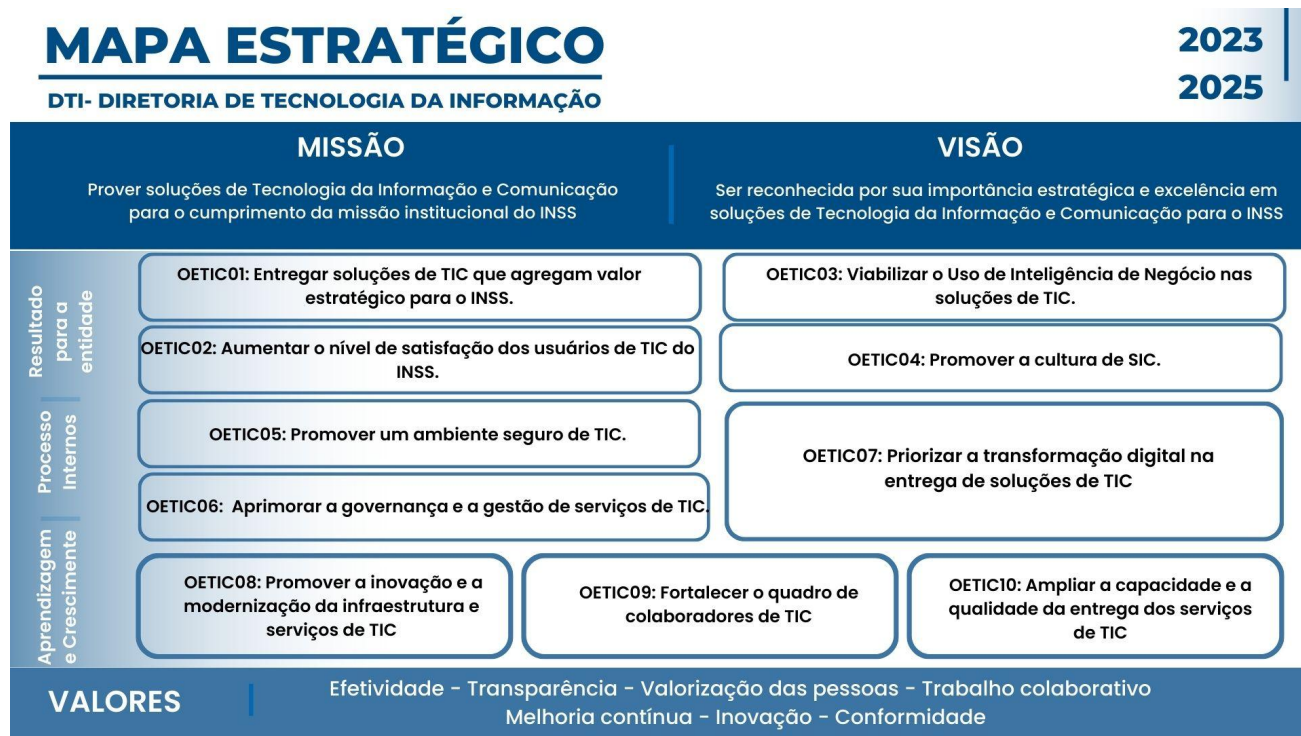 MAPA ESTRATÉGICO
DTI- DIRETORIA DE TECNOLOGIA DA INFORMAÇÃO
2023
2025
MISSÃO
Prover soluções de Tecnologia da Informação e Comunicação
para o cumprimento da missão institucional do INSS
VISÃO
Ser reconhecida por sua importância estratégica e excelência em
soluções de Tecnologia da Informação e Comunicação para o INSS
Resultado
para a
entidade
OETIC01: Entregar soluções de TIC que agregam valor
estratégico para o INSS.
OETIC03: Viabilizar o Uso de Inteligência de Negócio nas
soluções de TIC.
OETIC02: Aumentar o nível de satisfação dos usuários de TIC do
INSS.
OETIC04: Promover a cultura de SIC.
Processo
Internos
OETIC05: Promover um ambiente seguro de TIC.
OETIC06: Aprimorar a governança e a gestão de serviços de TIC.
OETIC07: Priorizar a transformação digital na
entrega de soluções de TIC
Aprendizagem
e Crescimente
OETIC08: Promover a inovação e a
modernização da infraestrutura e
serviços de TIC
OETIC09: Fortalecer o quadro de
colaboradores de TIC
OETIC10: Ampliar a capacidade e a
qualidade da entrega dos serviços
de TIC
VALORES
Efetividade - Transparência - Valorização das pessoas - Trabalho colaborativo
Melhoria contínua - Inovação - Conformidade